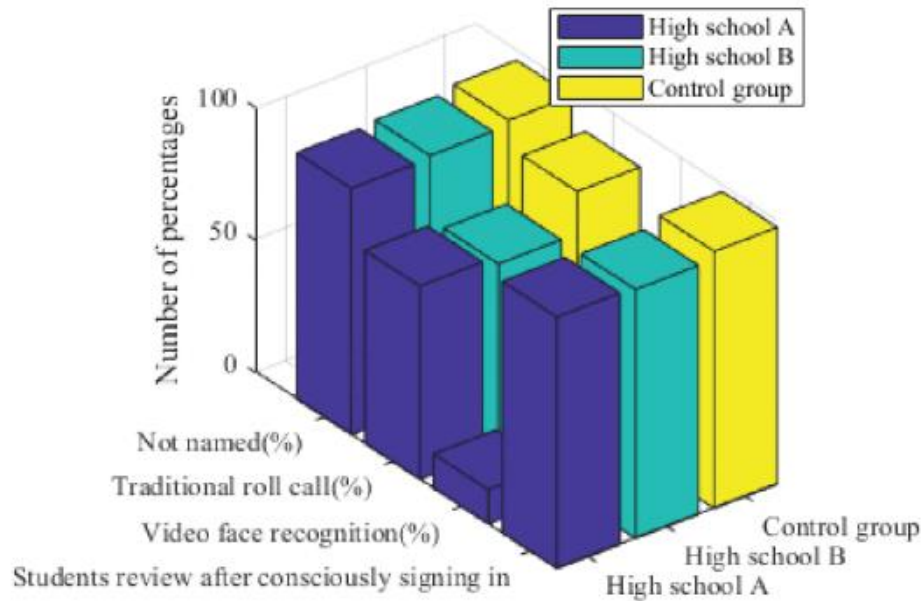 High school A
High school B
Control group
Number of percentages
100
50
0
Not named(%)
Traditional roll call(%)
Video face recognition(%)
Students review after consciously signing in
Control group
High school B
High school A